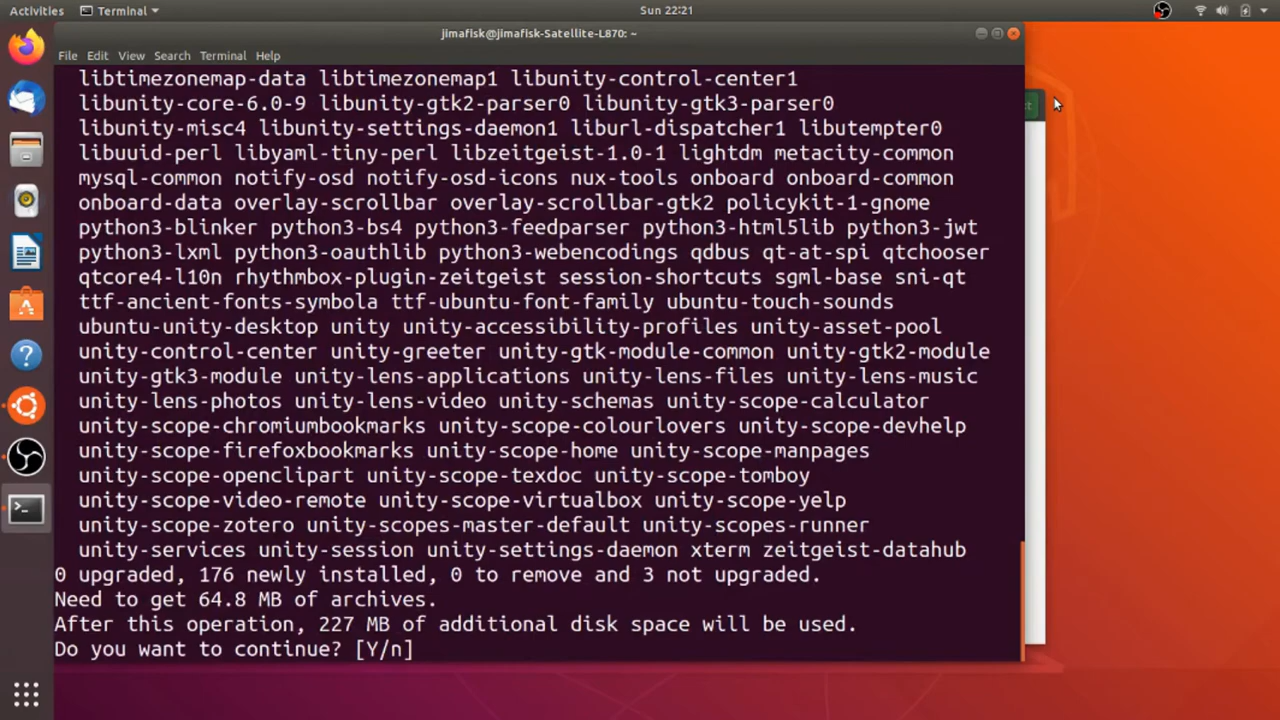 Activities Terminal Sun 22:21
jimafisk@jimafisk-Satellite-L870: ~
File Edit View Search Terminal Help
libtimezonemap-data libtimezonemap1 libunity-control-center1
libunity-core-6.0-9 libunity-gtk2-parser0 libunity-gtk3-parser0
libunity-misc4 libunity-settings-daemon1 liburl-dispatcher1 libutempter0
libuuid-perl libyaml-tiny-perl libzeitgeist-1.0-1 lightdm metacity-common
mysql-common notify-osd notify-osd-icons nux-tools onboard onboard-common
onboard-data overlay-scrollbar overlay-scrollbar-gtk2 policykit-1-gnome
python3-blinker python3-bs4 python3-feedparser python3-html5lib python3-jwt
python3-lxml python3-oauthlib python3-webencodings qdbus qt-at-spi qtchooser
qtcore4-l10n rhythmbox-plugin-zeitgeist session-shortcuts sgml-base sni-qt
ttf-ancient-fonts-symbola ttf-ubuntu-font-family ubuntu-touch-sounds
ubuntu-unity-desktop unity unity-accessibility-profiles unity-asset-pool
unity-control-center unity-greeter unity-gtk-module-common unity-gtk2-module
unity-gtk3-module unity-lens-applications unity-lens-files unity-lens-music
unity-lens-photos unity-lens-video unity-schemas unity-scope-calculator
unity-scope-chromiumbookmarks unity-scope-colourlovers unity-scope-devhelp
unity-scope-firefoxbookmarks unity-scope-home unity-scope-manpages
unity-scope-openclipart unity-scope-texdoc unity-scope-tomboy
unity-scope-video-remote unity-scope-virtualbox unity-scope-yelp
unity-scope-zotero unity-scopes-master-default unity-scopes-runner
unity-services unity-session unity-settings-daemon xterm zeitgeist-datahub
0 upgraded, 176 newly installed, 0 to remove and 3 not upgraded.
Need to get 64.8 MB of archives.
After this operation, 227 MB of additional disk space will be used.
Do you want to continue? [Y/n]